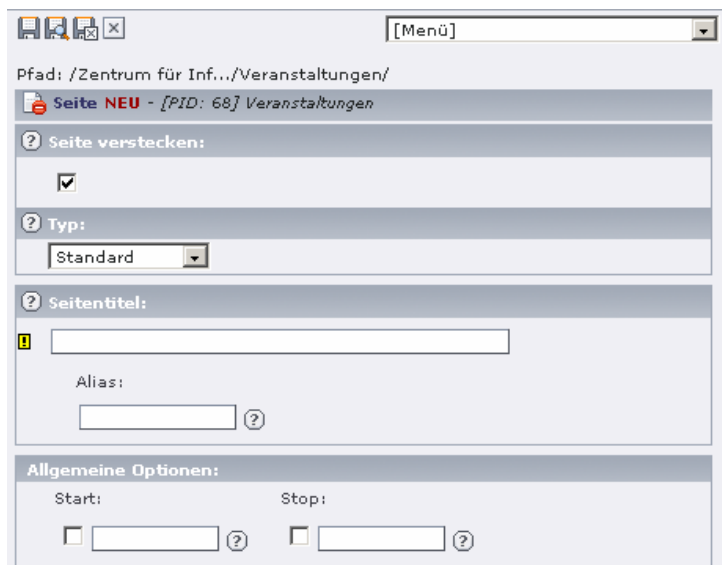 [Menü]
Pfad: /Zentrum für Inf.../Veranstaltungen/
Seite NEU - [PID: 68] Veranstaltungen
Seite verstecken:
Typ:
Standard
Seitentitel:
Alias:
Allgemeine Optionen:
Start: Stop: